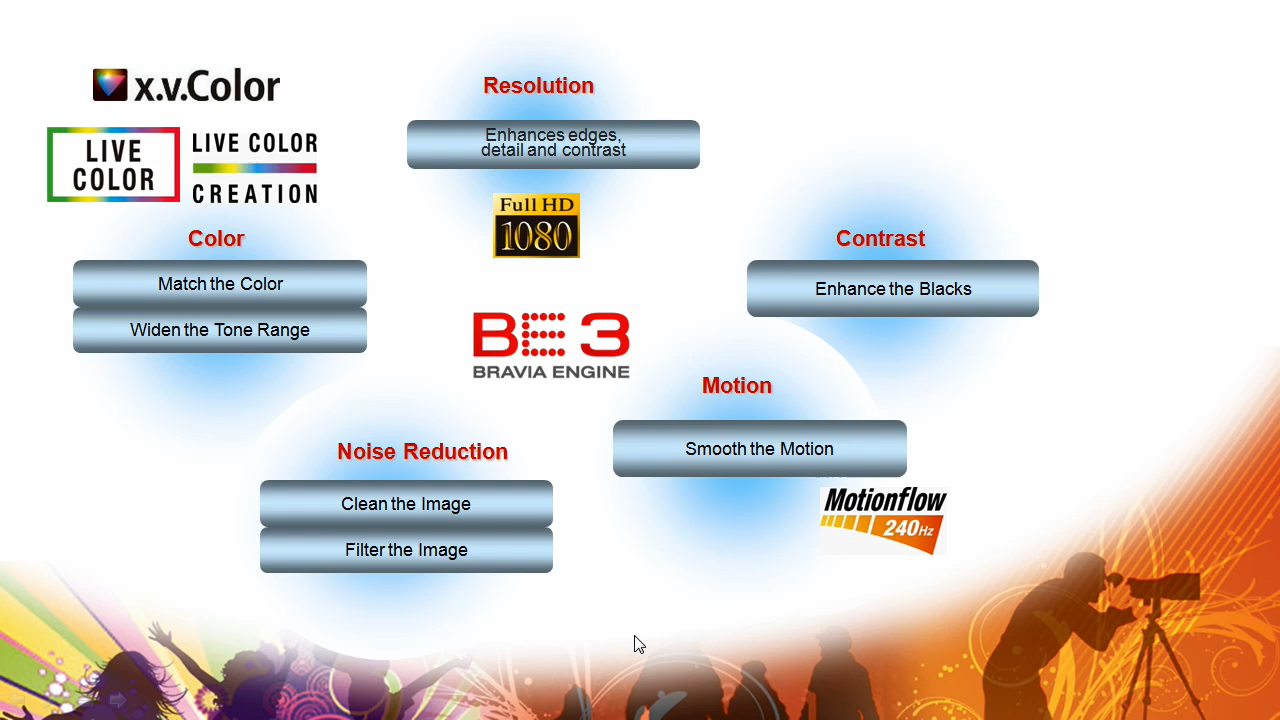 x.v.Color
LIVE
COLOR
LIVE COLOR
CREATION
Color
Match the Color
Widen the Tone Range
Resolution
Enhances edges,
detail and contrast
Full HD
1080
Contrast
Enhance the Blacks
BE 3
BRAVIA ENGINE
Motion
Smooth the Motion
Motionflow
240Hz
Noise Reduction
Clean the Image
Filter the Image